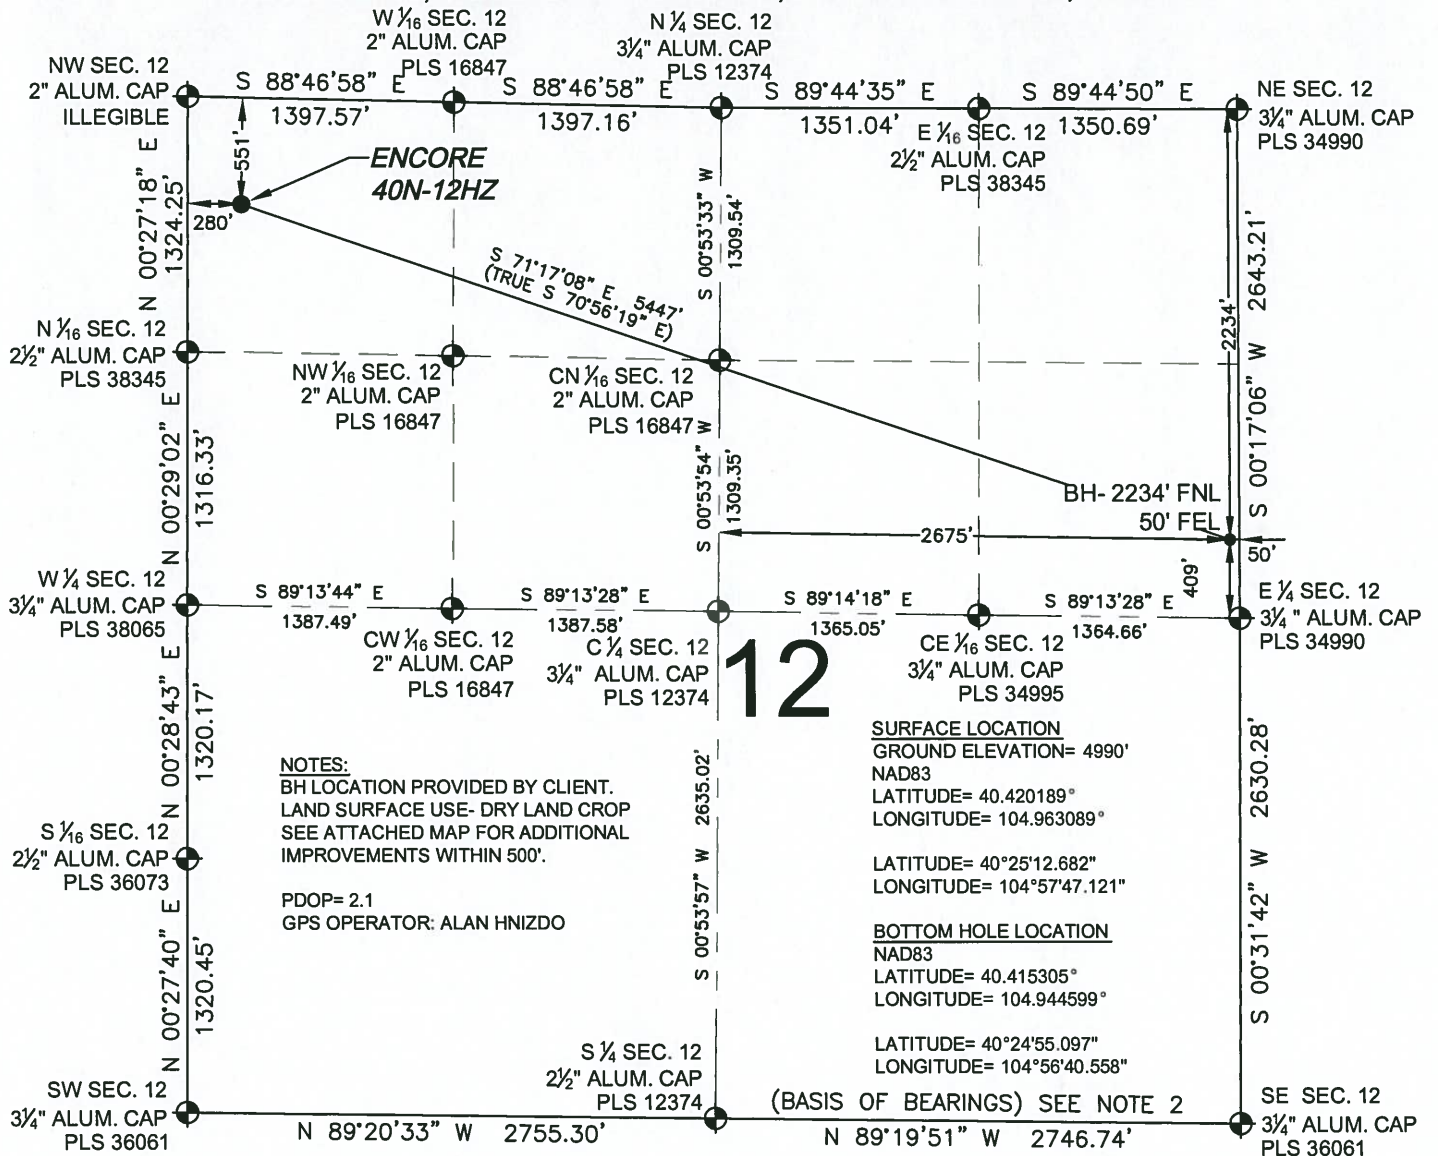 W 1/16 SEC. 12
2" ALUM. CAP
PLS 16847
N 1/4 SEC. 12
3 1/4" ALUM. CAP
PLS 12374
NW SEC. 12
2" ALUM. CAP
ILLEGIBLE
S 88°46'58" E
1397.57'
S 88°46'58" E
1397.16'
S 89°44'35" E
1351.04'
S 89°44'50" E
1350.69'
NE SEC. 12
3 1/4" ALUM. CAP
PLS 34990
E 1/16 SEC. 12
2 1/2" ALUM. CAP
PLS 38345
551'
280'
ENCORE
40N-12HZ
N 00°27'18" E
1324.25'
S 00°53'33" W
1309.54'
S 71°17'08" E 5447'
(TRUE S 70°56'19" E)
2234'
2643.21'
S 00°17'06" W
N 1/16 SEC. 12
2 1/2" ALUM. CAP
PLS 38345
NW 1/16 SEC. 12
2" ALUM. CAP
PLS 16847
CN 1/16 SEC. 12
2" ALUM. CAP
PLS 16847
N 00°29'02" E
1316.33'
S 00°53'54" W
1309.35'
BH- 2234' FNL
50' FEL
2675'
50'
409'
W 1/4 SEC. 12
3 1/4" ALUM. CAP
PLS 38065
S 89°13'44" E
1387.49'
S 89°13'28" E
1387.58'
S 89°14'18" E
1365.05'
S 89°13'28" E
1364.66'
E 1/4 SEC. 12
3 1/4" ALUM. CAP
PLS 34990
CW 1/16 SEC. 12
2" ALUM. CAP
PLS 16847
C 1/4 SEC. 12
3 1/4" ALUM. CAP
PLS 12374
12
CE 1/16 SEC. 12
3 1/4" ALUM. CAP
PLS 34995
N 00°28'43" E
1320.17'
NOTES:
BH LOCATION PROVIDED BY CLIENT.
LAND SURFACE USE- DRY LAND CROP
SEE ATTACHED MAP FOR ADDITIONAL
IMPROVEMENTS WITHIN 500'.
PDOP= 2.1
GPS OPERATOR: ALAN HNIZDO
S 00°53'57" W 2635.02'
SURFACE LOCATION
GROUND ELEVATION= 4990'
NAD83
LATITUDE= 40.420189°
LONGITUDE= 104.963089°
LATITUDE= 40°25'12.682"
LONGITUDE= 104°57'47.121"
BOTTOM HOLE LOCATION
NAD83
LATITUDE= 40.415305°
LONGITUDE= 104.944599°
LATITUDE= 40°24'55.097"
LONGITUDE= 104°56'40.558"
S 00°31'42" W 2630.28'
S 1/16 SEC. 12
2 1/2" ALUM. CAP
PLS 36073
N 00°27'40" E
1320.45'
SW SEC. 12
3 1/4" ALUM. CAP
PLS 36061
S 1/4 SEC. 12
2 1/2" ALUM. CAP
PLS 12374
(BASIS OF BEARINGS) SEE NOTE 2
N 89°20'33" W 2755.30'
N 89°19'51" W 2746.74'
SE SEC. 12
3 1/4" ALUM. CAP
PLS 36061